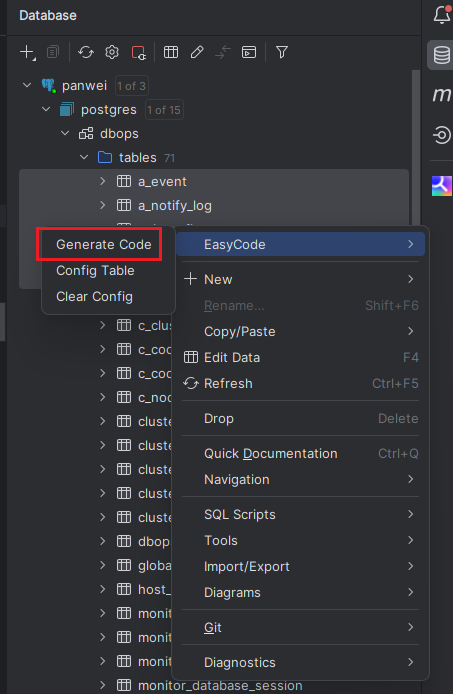 Database
panwei 1 of 3
postgres 1 of 15
dbops
tables 71
a_event
a_notify_log
Generate Code
Config Table
Clear Config
EasyCode
New
Rename... Shift+F6
Copy/Paste
Edit Data F4
Refresh Ctrl+F5
Drop Delete
Quick Documentation Ctrl+Q
Navigation
SQL Scripts
Tools
Import/Export
Diagrams
Git
Diagnostics
c_clu
c_coo
c_coo
c_noo
cluste
cluste
cluste
cluste
cluste
dbop
globa
host_
monit
monit
monit
monitor_database_session
m